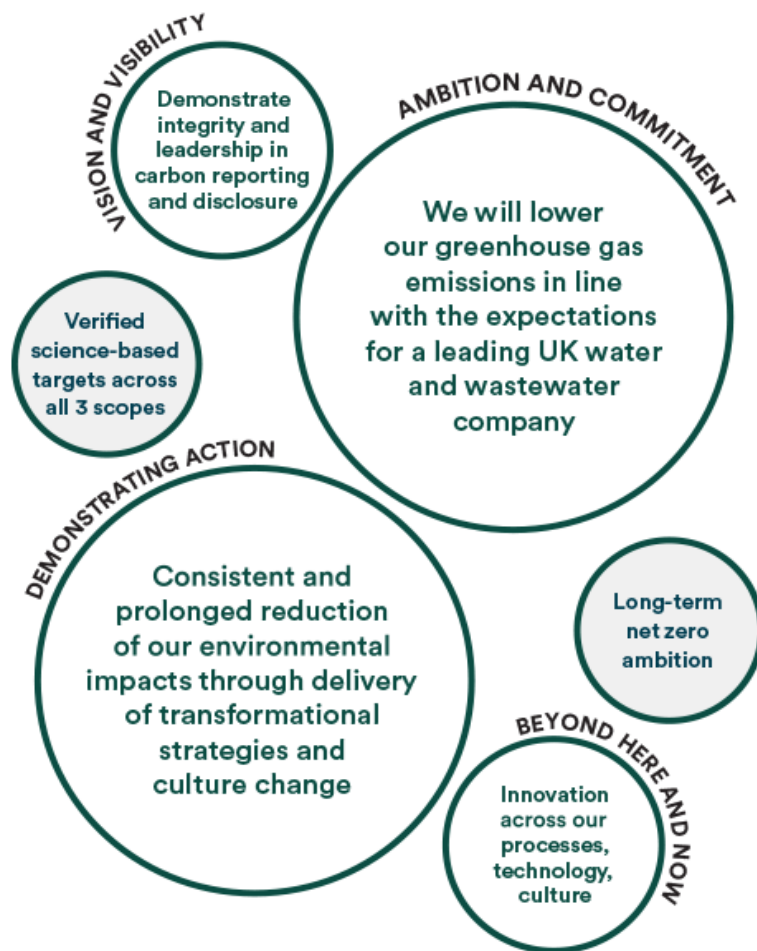 VISION AND VISIBILITY
Demonstrate
integrity and
leadership in
carbon reporting
and disclosure
AMBITION AND COMMITMENT
We will lower
our greenhouse gas
emissions in line
with the expectations
for a leading UK water
and wastewater
company
Verified
science-based
targets across
all 3 scopes
DEMONSTRATING ACTION
Consistent and
prolonged reduction
of our environmental
impacts through delivery
of transformational
strategies and
culture change
Long-term
net zero
ambition
BEYOND HERE AND NOW
Innovation
across our
processes,
technology,
culture